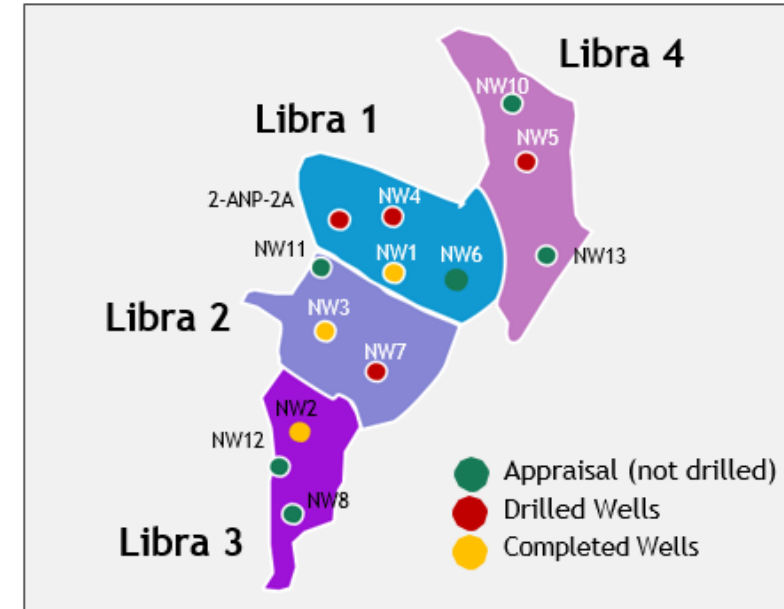 Libra 4
NW10
Libra 1
NW5
2-ANP-2A
NW4
NW11
NW1
NW6
NW13
Libra 2
NW3
NW7
NW2
NW12
NW8
Libra 3
Appraisal (not drilled)
Drilled Wells
Completed Wells